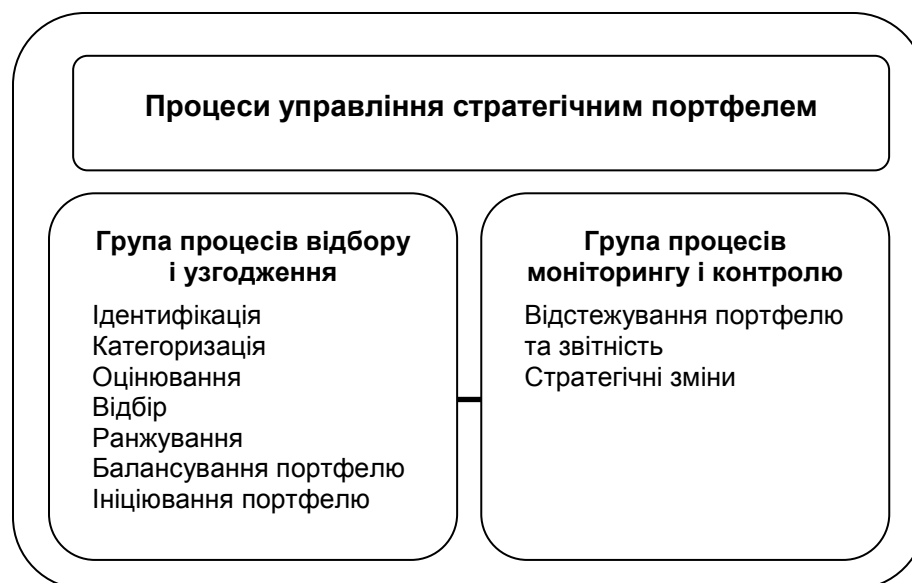 Процеси управління стратегічним портфелем
Група процесів відбору
і узгодження
Ідентифікація
Категоризація
Оцінювання
Відбір
Ранжування
Балансування портфелю
Ініціювання портфелю
Група процесів
моніторингу і контролю
Відстежування портфелю
та звітність
Стратегічні зміни